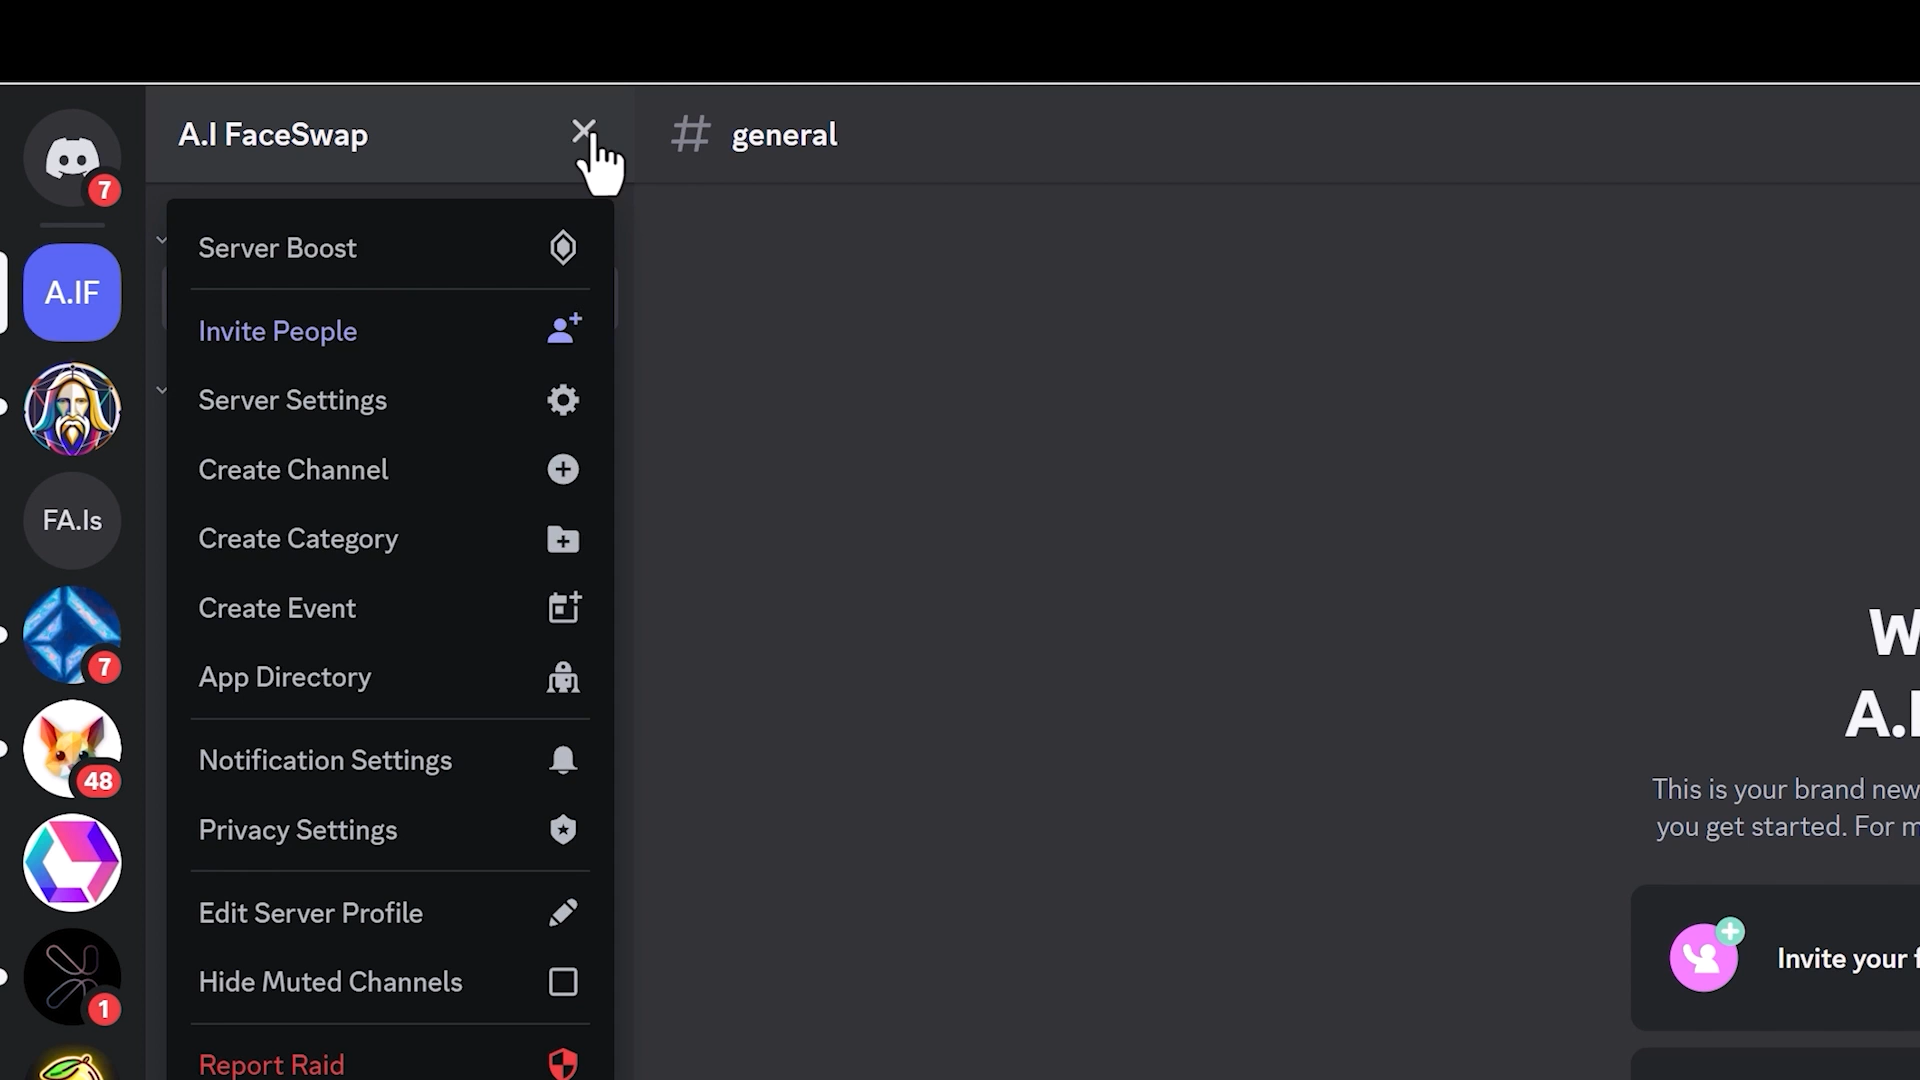 A.I FaceSwap
general
7
A.IF
FA.Is
7
48
1
Server Boost
Invite People
Server Settings
Create Channel
Create Category
Create Event
App Directory
Notification Settings
Privacy Settings
Edit Server Profile
Hide Muted Channels
Report Raid
W
A.I
This is your brand new
you get started. For m
Invite your f